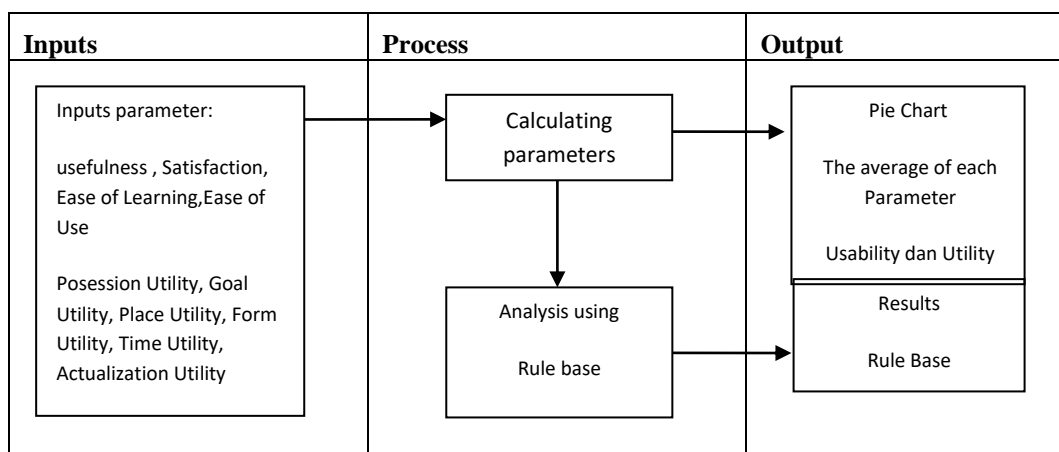 Inputs
Process
Output
Inputs parameter:
usefulness , Satisfaction,
Ease of Learning,Ease of
Use
Posession Utility, Goal
Utility, Place Utility, Form
Utility, Time Utility,
Actualization Utility
Calculating
parameters
Analysis using
Rule base
Pie Chart
The average of each
Parameter
Usability dan Utility
Results
Rule Base